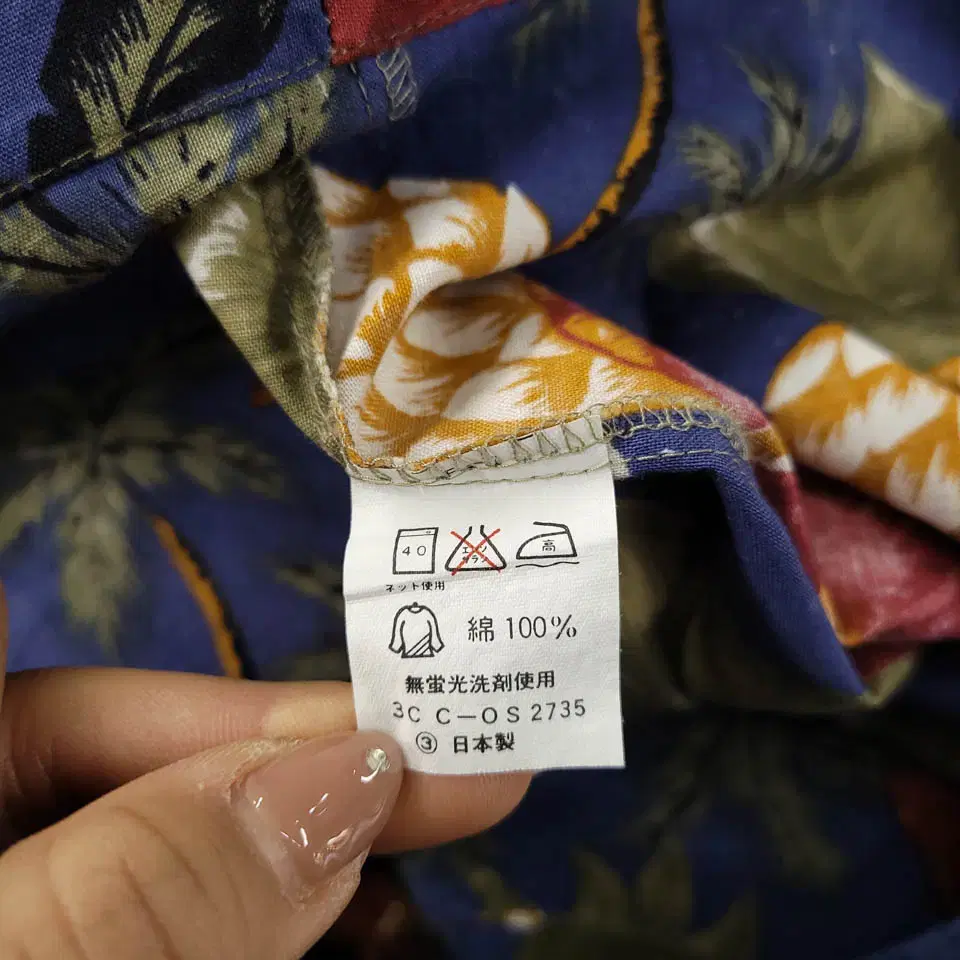 40 エンソサラシ 高
ネット使用
綿 100%
無蛍光洗剤使用
3C C－OS 2735
③ 日本製